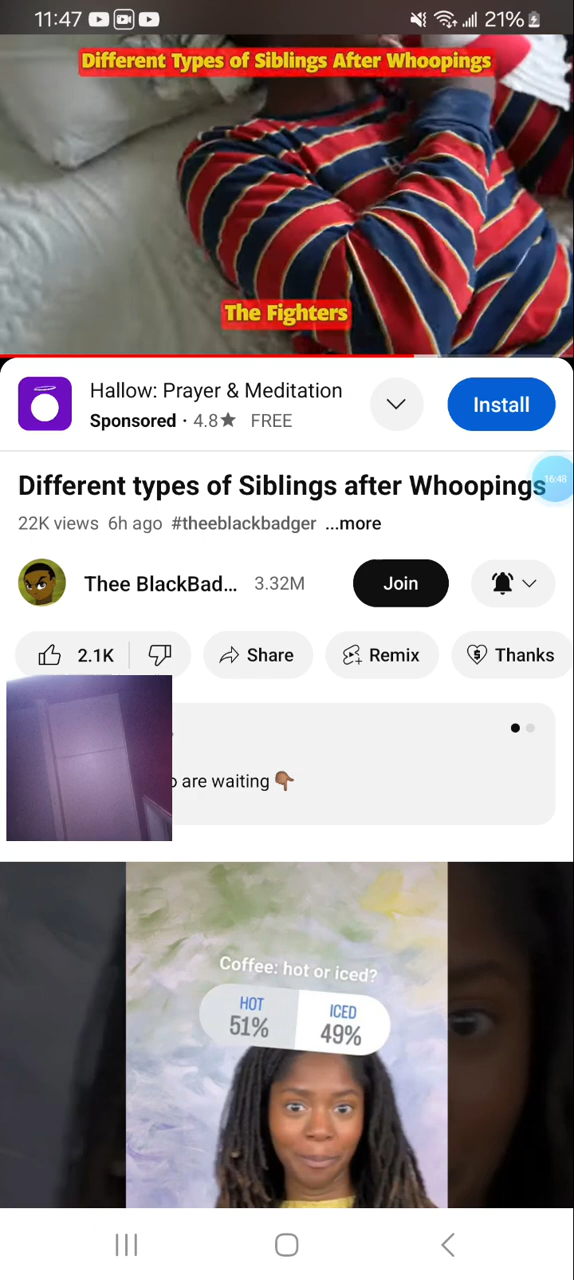 11:47
21%
Different Types of Siblings After Whoopings
The Fighters
Hallow: Prayer & Meditation
Sponsored · 4.8★ FREE
Install
Different types of Siblings after Whoopings
16:48
22K views 6h ago #theeblackbadger ...more
Thee BlackBad... 3.32M
Join
2.1K
Share
Remix
Thanks
are waiting 👇🏾
Coffee: hot or iced?
HOT
51%
ICED
49%